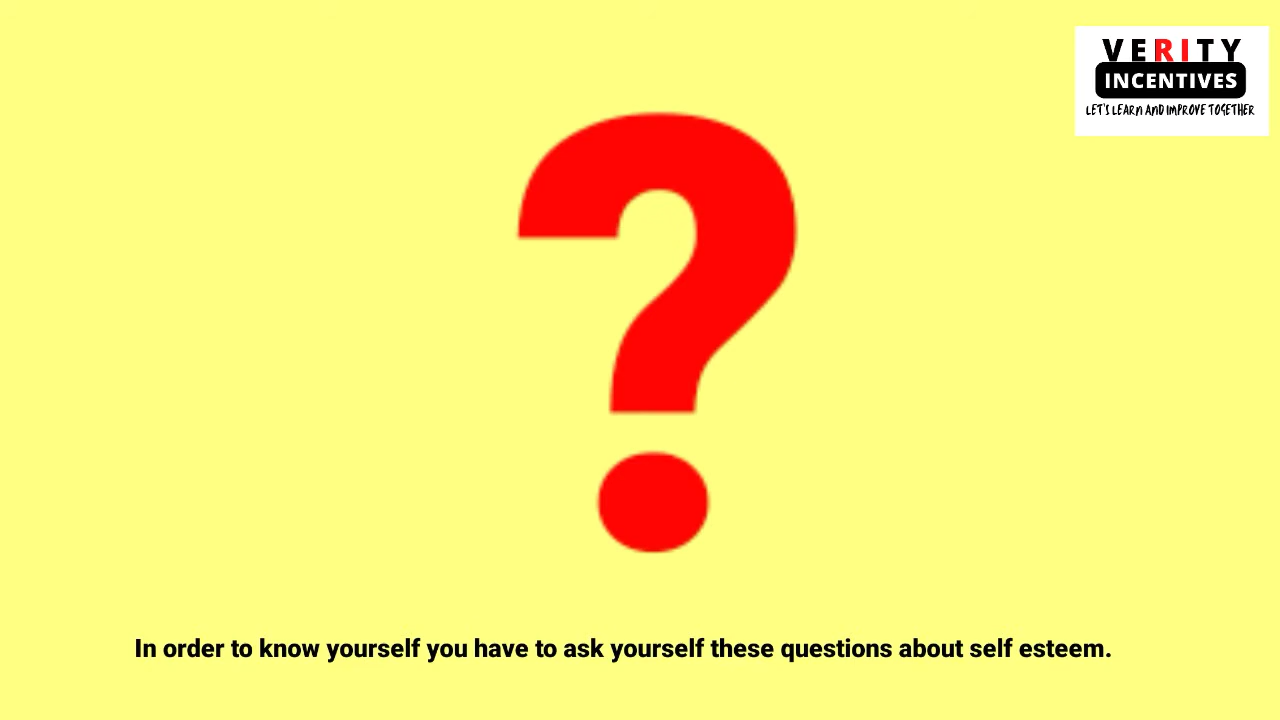 VERITY
INCENTIVES
LET'S LEARN AND IMPROVE TOGETHER
?
In order to know yourself you have to ask yourself these questions about self esteem.